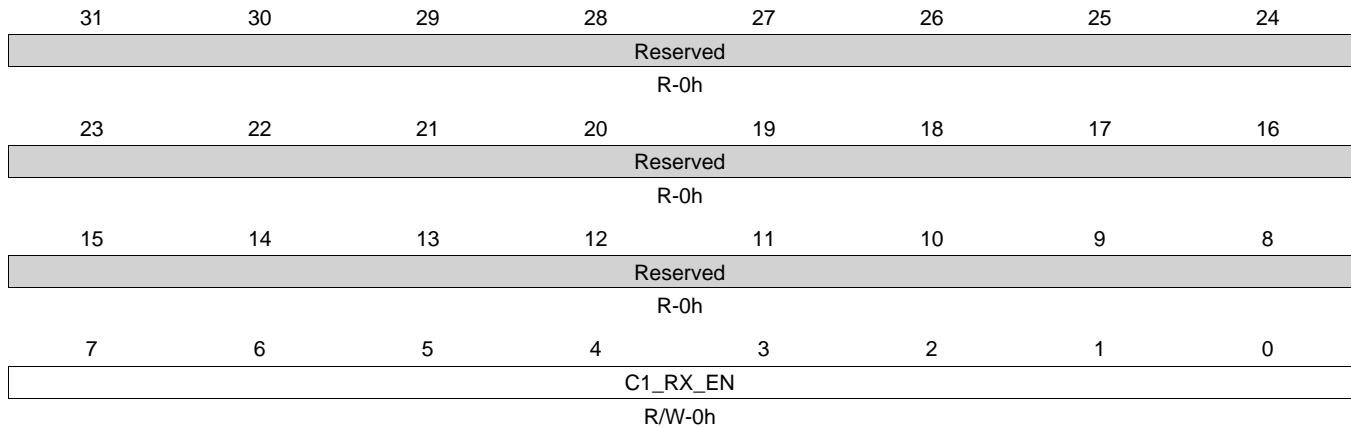 31 30 29 28 27 26 25 24
Reserved
R-0h
23 22 21 20 19 18 17 16
Reserved
R-0h
15 14 13 12 11 10 9 8
Reserved
R-0h
7 6 5 4 3 2 1 0
C1_RX_EN
R/W-0h